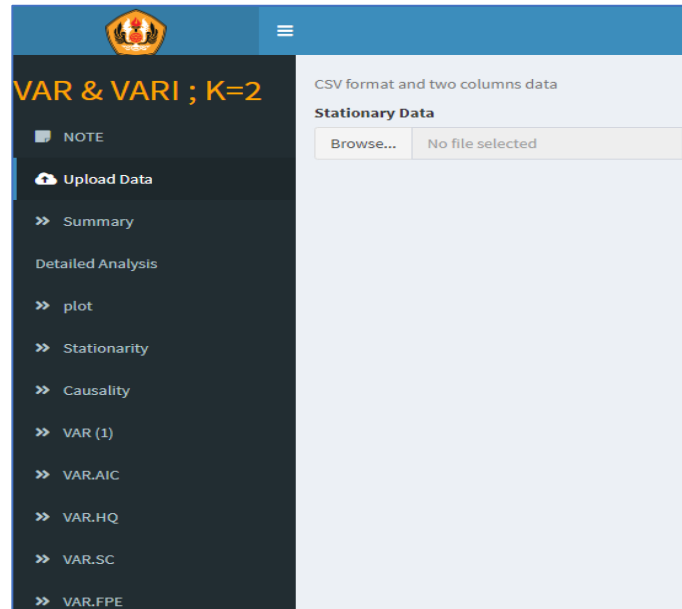 VAR & VARI ; K=2
NOTE
Upload Data
Summary
Detailed Analysis
plot
Stationarity
Causality
VAR (1)
VAR.AIC
VAR.HQ
VAR.SC
VAR.FPE
CSV format and two columns data
Stationary Data
Browse... No file selected